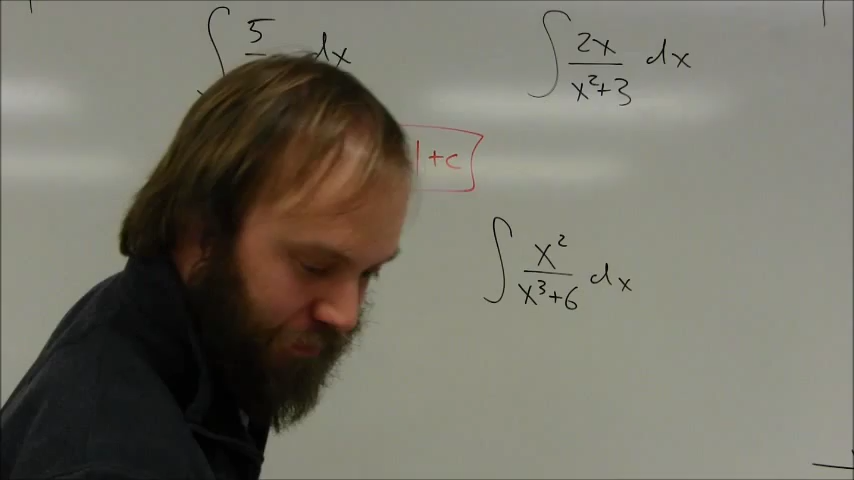 ∫ 5 dx
∫ 2x/(x²+3) dx
|+c
∫ x²/(x³+6) dx